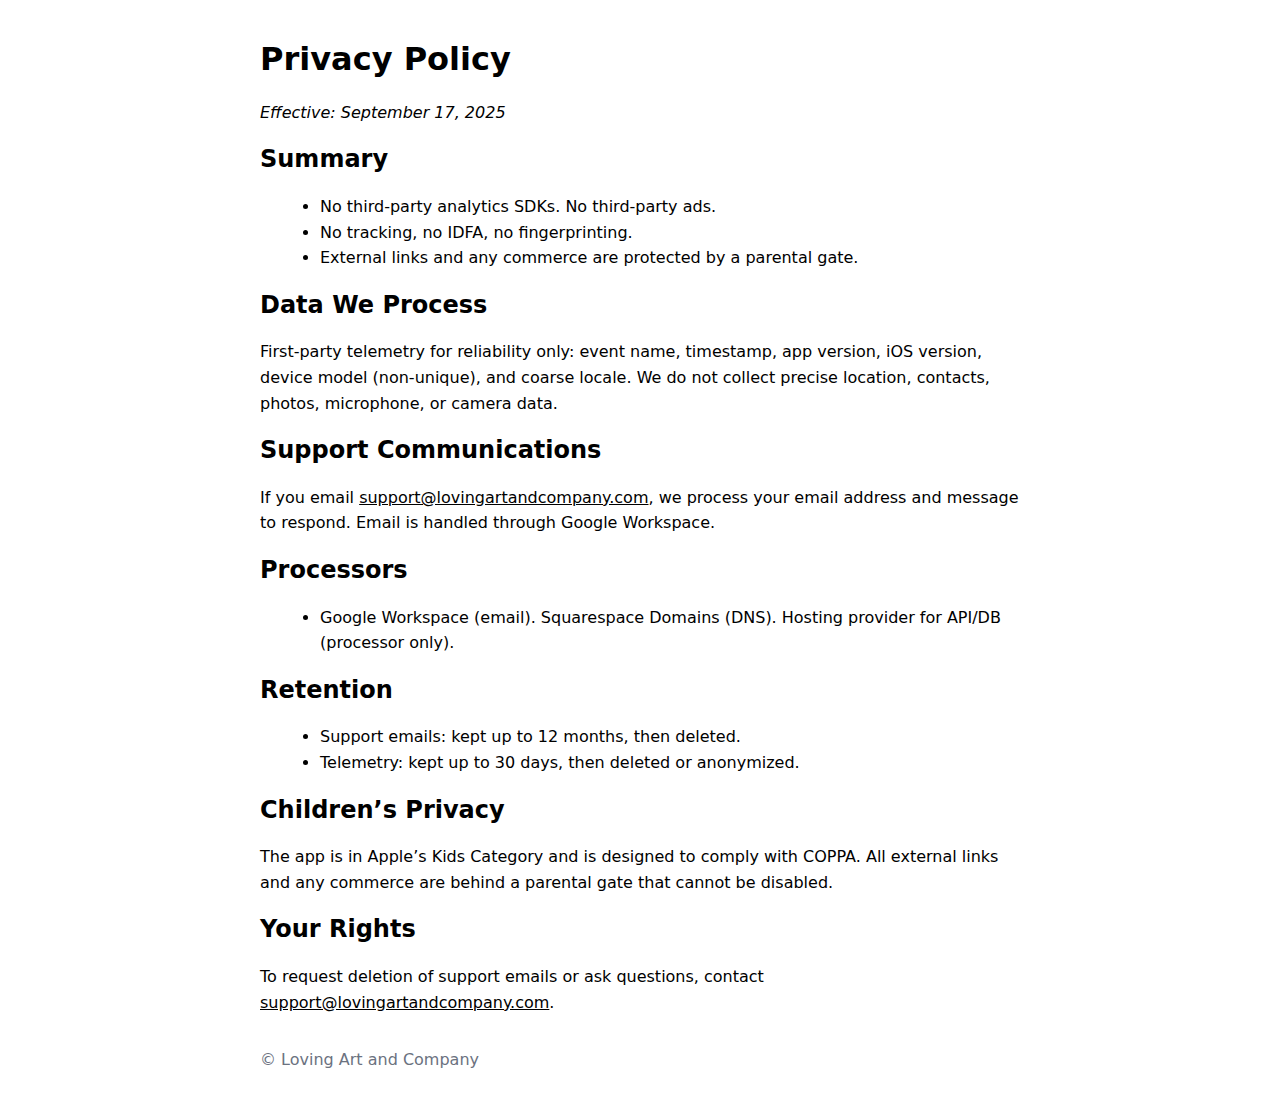 Privacy Policy
Effective: September 17, 2025
Summary
• No third-party analytics SDKs. No third-party ads.
• No tracking, no IDFA, no fingerprinting.
• External links and any commerce are protected by a parental gate.
Data We Process
First-party telemetry for reliability only: event name, timestamp, app version, iOS version,
device model (non-unique), and coarse locale. We do not collect precise location, contacts,
photos, microphone, or camera data.
Support Communications
If you email support@lovingartandcompany.com, we process your email address and message
to respond. Email is handled through Google Workspace.
Processors
• Google Workspace (email). Squarespace Domains (DNS). Hosting provider for API/DB
(processor only).
Retention
• Support emails: kept up to 12 months, then deleted.
• Telemetry: kept up to 30 days, then deleted or anonymized.
Children’s Privacy
The app is in Apple’s Kids Category and is designed to comply with COPPA. All external links
and any commerce are behind a parental gate that cannot be disabled.
Your Rights
To request deletion of support emails or ask questions, contact
support@lovingartandcompany.com.
© Loving Art and Company